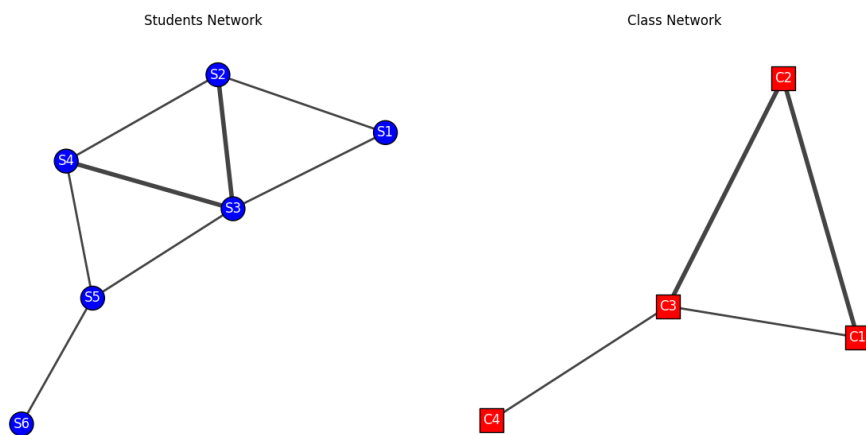 Students Network
Class Network
S2
C2
S1
S4
S3
S5
C3
C1
S6
C4